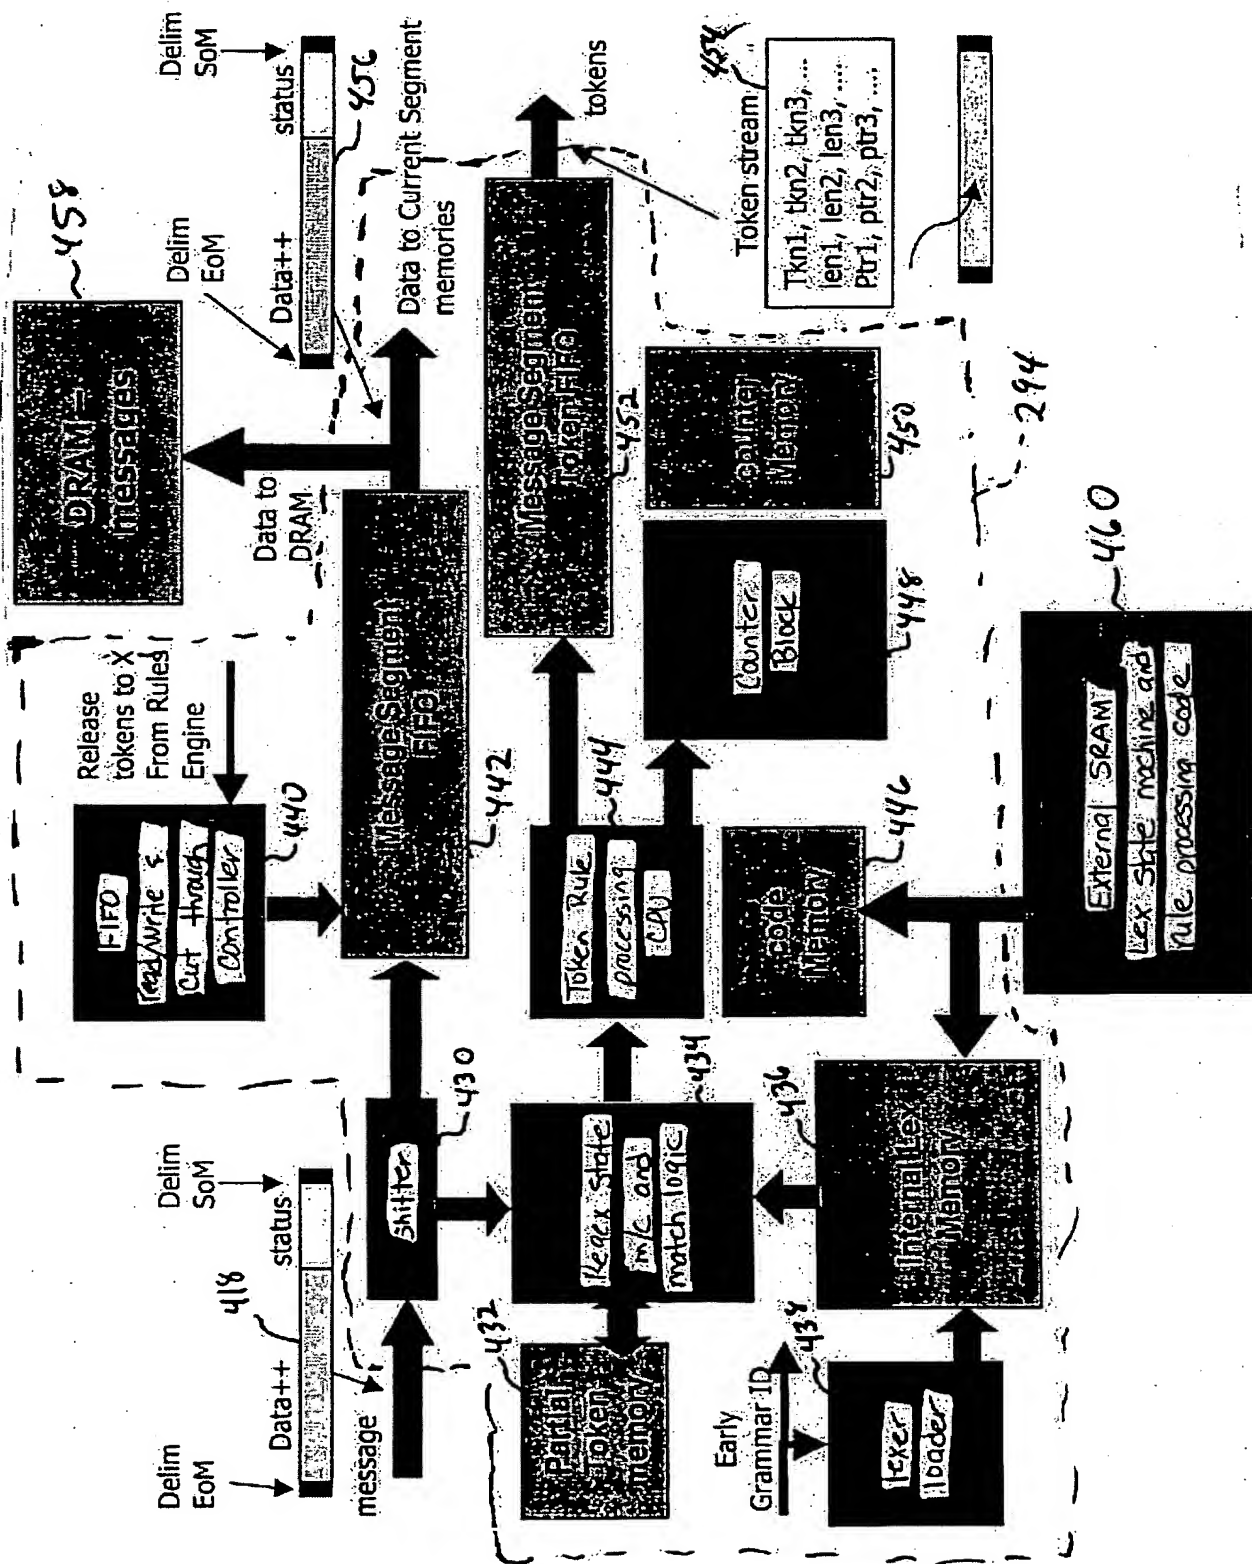 Delim
EoM
Data++
418
status
Delim
SoM
message
Shifter
430
FIFO
read/write &
Cut through
Controller
440
Release
tokens to X
From Rules
Engine
Message Segment
FIFO
442
DRAM –
messages
458
Data to
DRAM
Delim
EoM
Data++
status
456
Delim
SoM
Data to Current Segment
memories
Partial
Token
memory
432
Regex State
m/c and
match logic
434
Token Rule
processing
CPU
444
Message Segment
Token FIFO
452
tokens
Counter
Block
448
counter
Memory
450
Token stream
454
Tkn1, tkn2, tkn3, ...
len1, len2, len3, ....
Ptr1, ptr2, ptr3, ....
Early
Grammar ID
lexer
loader
438
Internal Lex
Memory
436
code
Memory
446
External SRAM
Lex State machine and
rule processing code
460
294